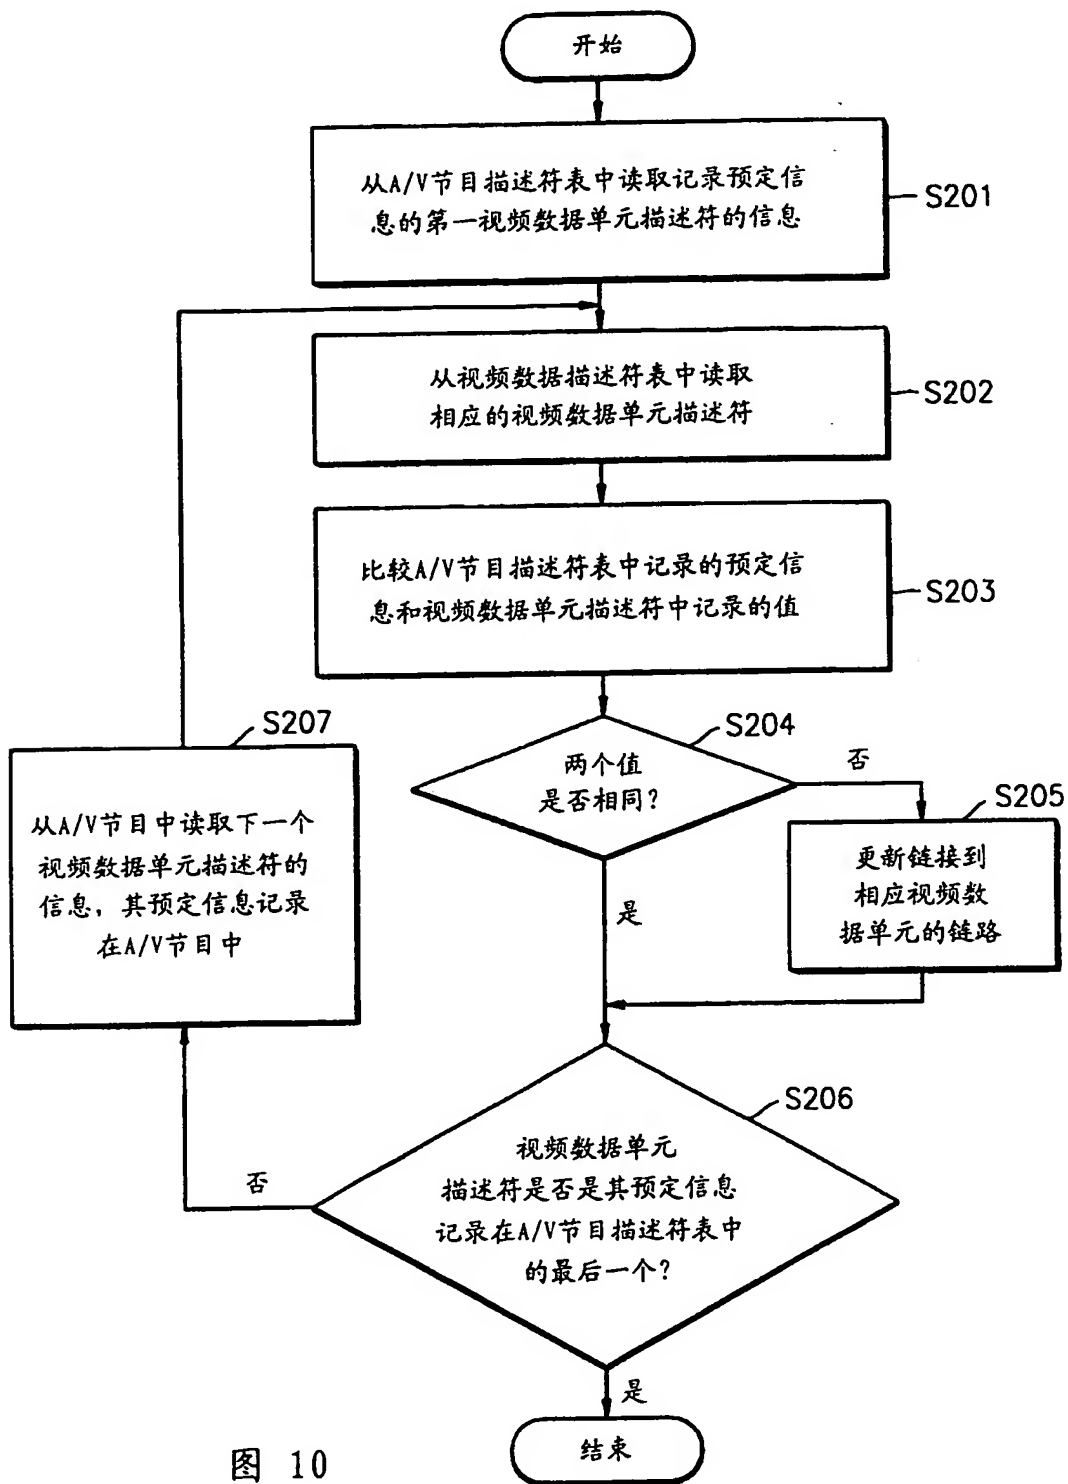 开始
从A/V节目描述符表中读取记录预定信
息的第一视频数据单元描述符的信息
S201
从视频数据描述符表中读取
相应的视频数据单元描述符
S202
比较A/V节目描述符表中记录的预定信
息和视频数据单元描述符中记录的值
S203
S204
两个值
是否相同?
否
是
S205
更新链接到
相应视频数
据单元的链路
S207
从A/V节目中读取下一个
视频数据单元描述符的
信息，其预定信息记录
在A/V节目中
S206
视频数据单元
描述符是否是其预定信息
记录在A/V节目描述符表中
的最后一个?
否
是
结束
图 10